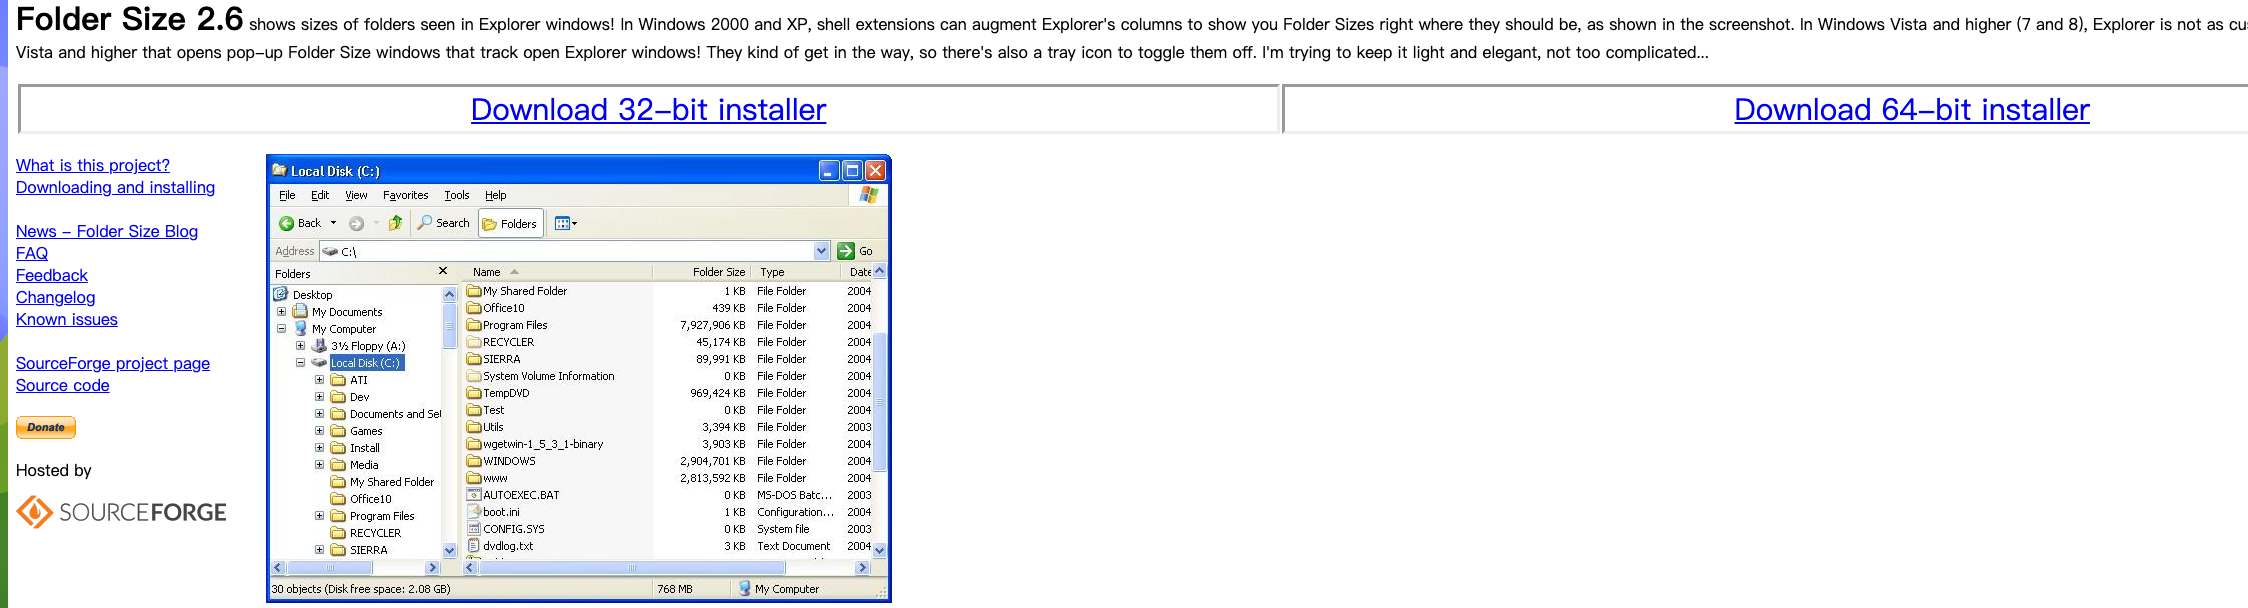 Folder Size 2.6 shows sizes of folders seen in Explorer windows! In Windows 2000 and XP, shell extensions can augment Explorer's columns to show you Folder Sizes right where they should be, as shown in the screenshot. In Windows Vista and higher (7 and 8), Explorer is not as cus
Vista and higher that opens pop-up Folder Size windows that track open Explorer windows! They kind of get in the way, so there's also a tray icon to toggle them off. I'm trying to keep it light and elegant, not too complicated...
Download 32-bit installer
Download 64-bit installer
What is this project?
Downloading and installing
News - Folder Size Blog
FAQ
Feedback
Changelog
Known issues
SourceForge project page
Source code
Donate
Hosted by
SOURCEFORGE
Local Disk (C:)
File Edit View Favorites Tools Help
Back Search Folders
Address C:\ Go
Folders
Desktop
My Documents
My Computer
3½ Floppy (A:)
Local Disk (C:)
ATI
Dev
Documents and Set
Games
Install
Media
My Shared Folder
Office10
Program Files
RECYCLER
SIERRA
Name Folder Size Type Date
My Shared Folder 1 KB File Folder 2004
Office10 439 KB File Folder 2004
Program Files 7,927,906 KB File Folder 2004
RECYCLER 45,174 KB File Folder 2004
SIERRA 89,991 KB File Folder 2004
System Volume Information 0 KB File Folder 2004
TempDVD 969,424 KB File Folder 2004
Test 0 KB File Folder 2004
Utils 3,394 KB File Folder 2003
wgetwin-1_5_3_1-binary 3,903 KB File Folder 2004
WINDOWS 2,904,701 KB File Folder 2004
www 2,813,592 KB File Folder 2004
AUTOEXEC.BAT 0 KB MS-DOS Batc... 2003
boot.ini 1 KB Configuration... 2004
CONFIG.SYS 0 KB System file 2003
dvdlog.txt 3 KB Text Document 2004
30 objects (Disk free space: 2.08 GB) 768 MB My Computer